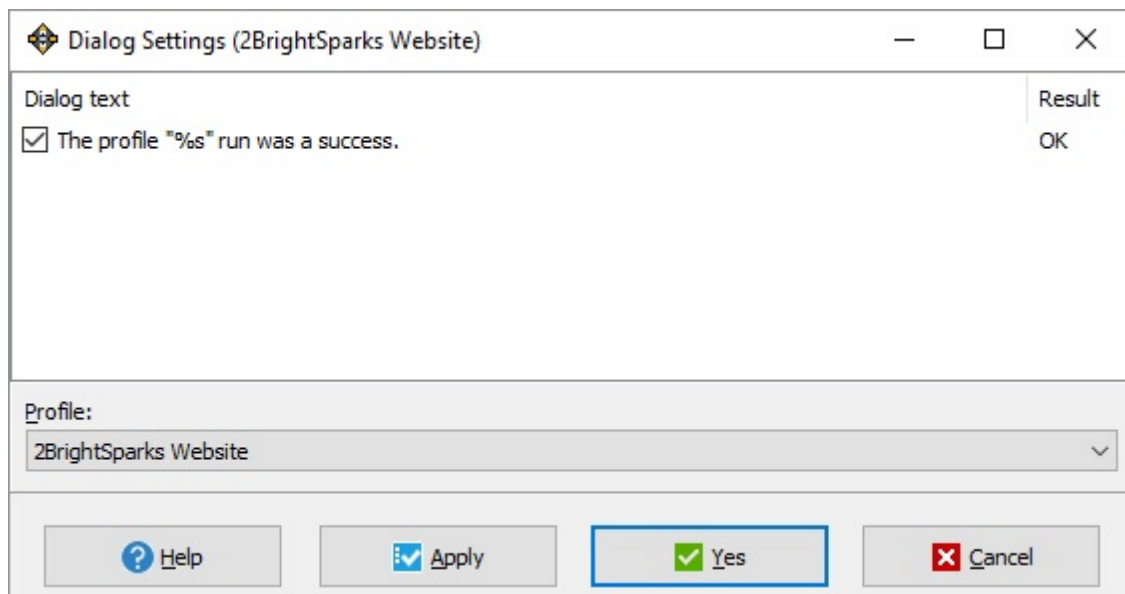 Dialog Settings (2BrightSparks Website)
Dialog text Result
The profile "%s" run was a success. OK
Profile:
2BrightSparks Website
Help Apply Yes Cancel